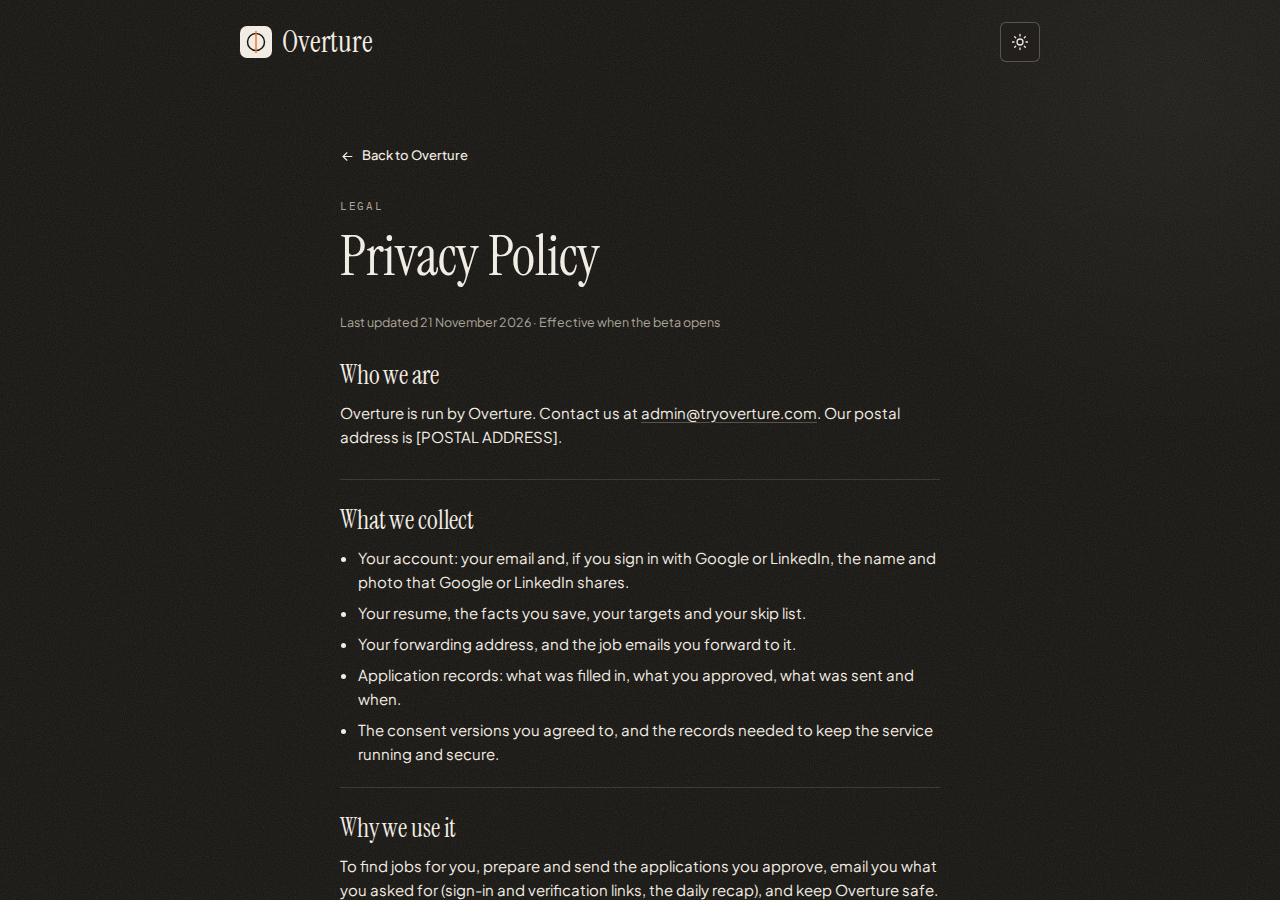 Overture
Back to Overture
LEGAL
Privacy Policy
Last updated 21 November 2026 · Effective when the beta opens
Who we are
Overture is run by Overture. Contact us at admin@tryoverture.com. Our postal
address is [POSTAL ADDRESS].
What we collect
• Your account: your email and, if you sign in with Google or LinkedIn, the name and
photo that Google or LinkedIn shares.
• Your resume, the facts you save, your targets and your skip list.
• Your forwarding address, and the job emails you forward to it.
• Application records: what was filled in, what you approved, what was sent and
when.
• The consent versions you agreed to, and the records needed to keep the service
running and secure.
Why we use it
To find jobs for you, prepare and send the applications you approve, email you what
you asked for (sign-in and verification links, the daily recap), and keep Overture safe.